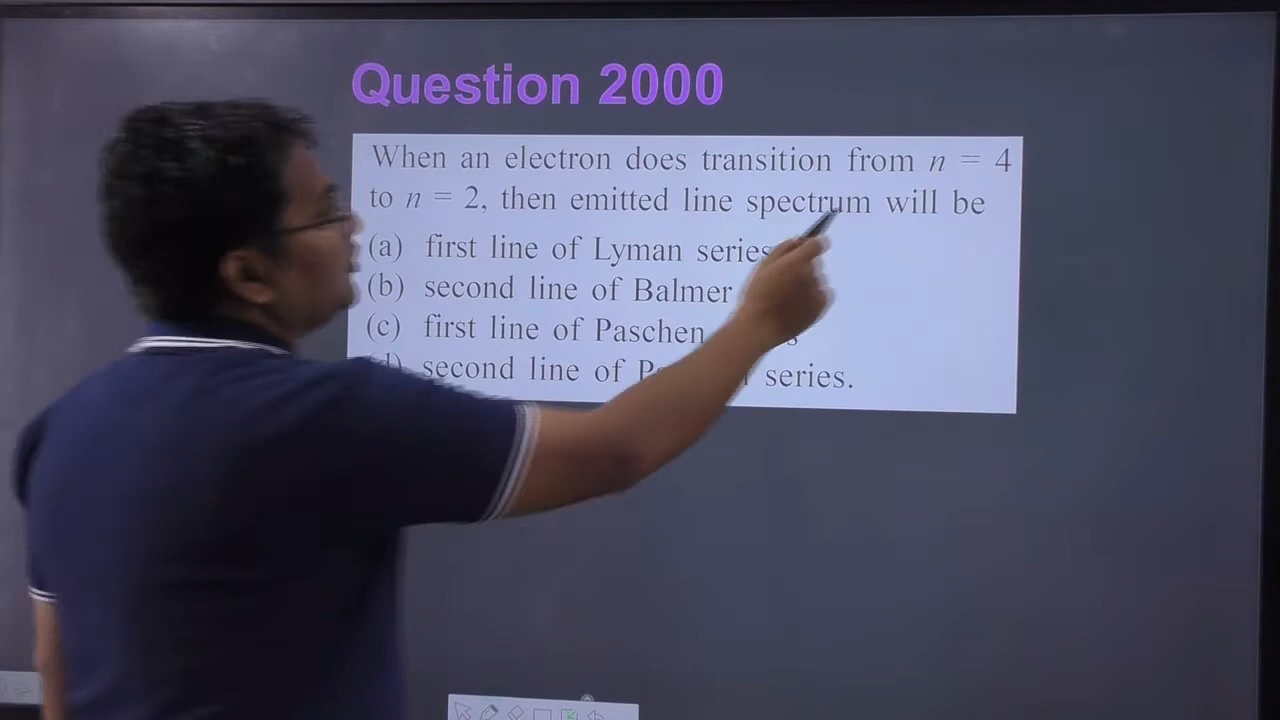 Question 2000
When an electron does transition from n = 4
to n = 2, then emitted line spectrum will be
(a) first line of Lyman series
(b) second line of Balmer
(c) first line of Paschen
second line of series.